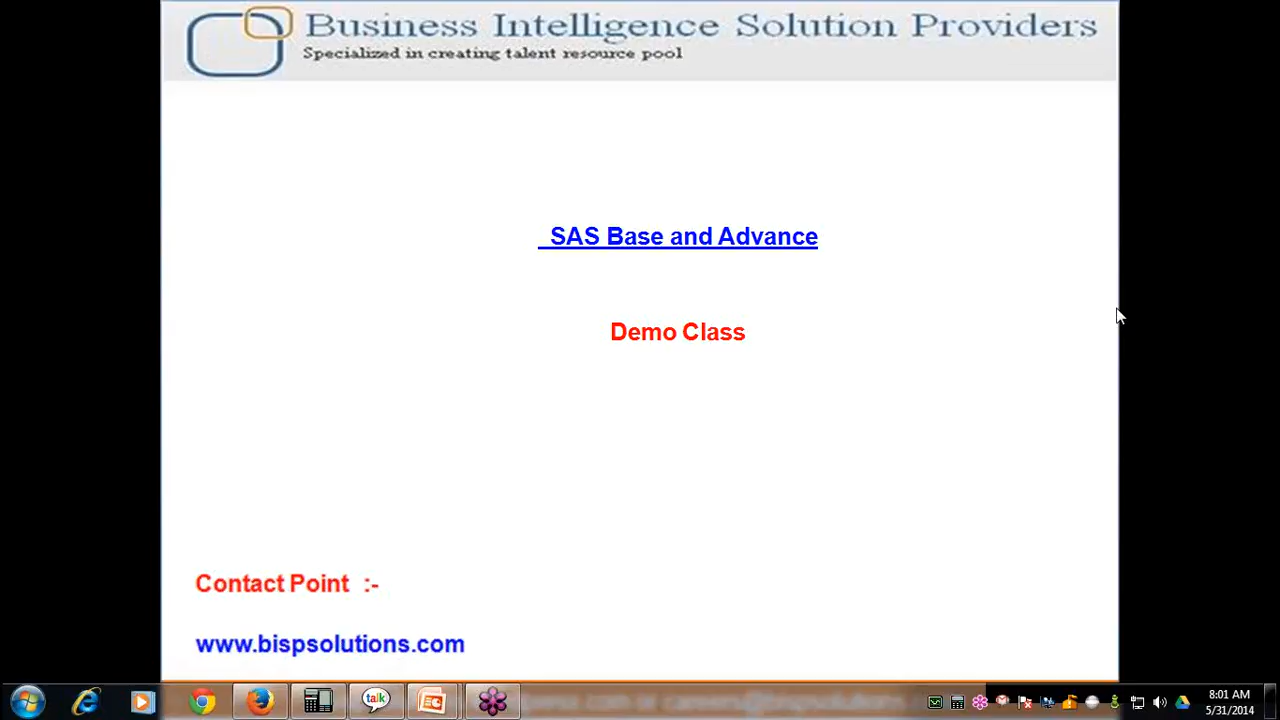 Business Intelligence Solution Providers
Specialized in creating talent resource pool
SAS Base and Advance
Demo Class
Contact Point :-
www.bispsolutions.com
talk
8:01 AM
5/31/2014